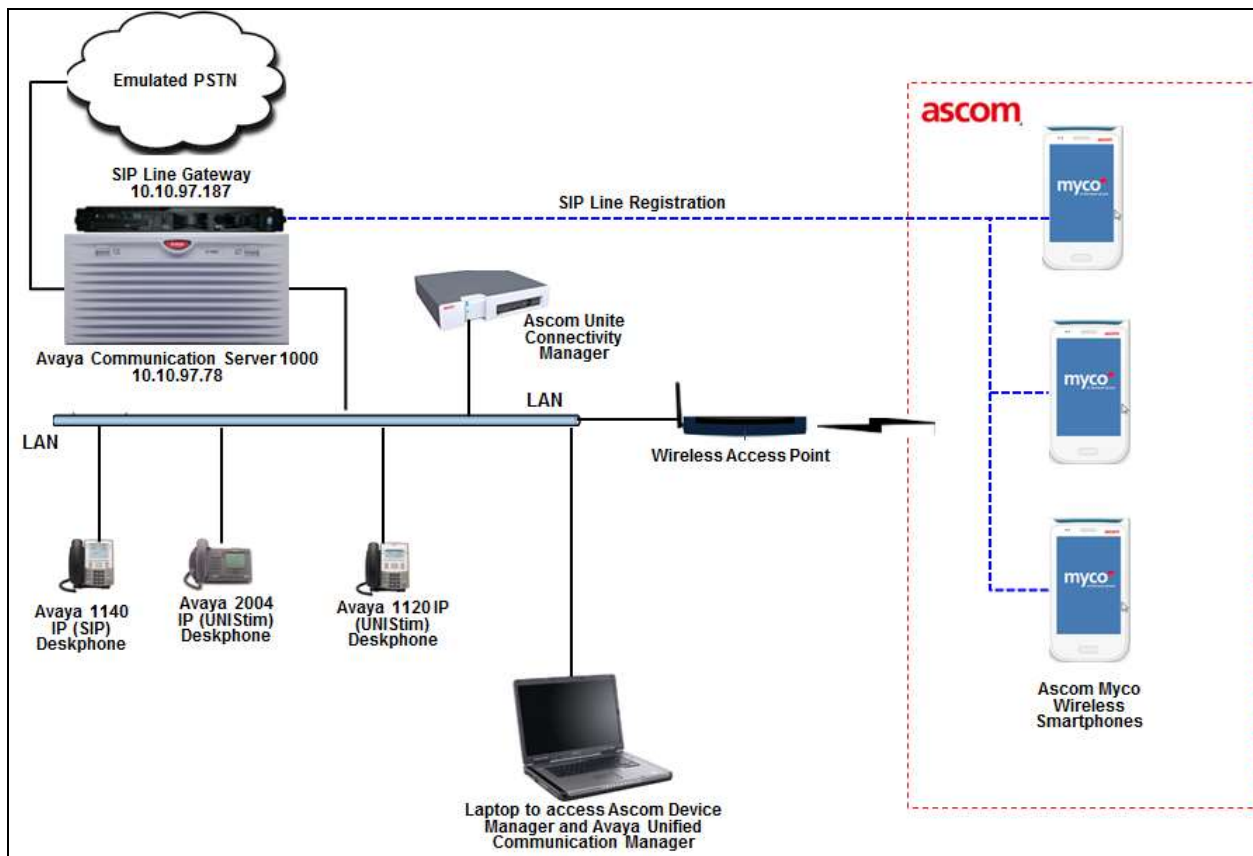 Emulated PSTN
SIP Line Gateway
10.10.97.187
SIP Line Registration
ascom
myco
Avaya Communication Server 1000
10.10.97.78
Ascom Unite
Connectivity
Manager
LAN
LAN
Wireless Access Point
myco
Avaya 1140
IP (SIP)
Deskphone
Avaya 2004
IP (UNIStim)
Deskphone
Avaya 1120 IP
(UNIStim)
Deskphone
myco
Ascom Myco
Wireless
Smartphones
Laptop to access Ascom Device
Manager and Avaya Unified
Communication Manager